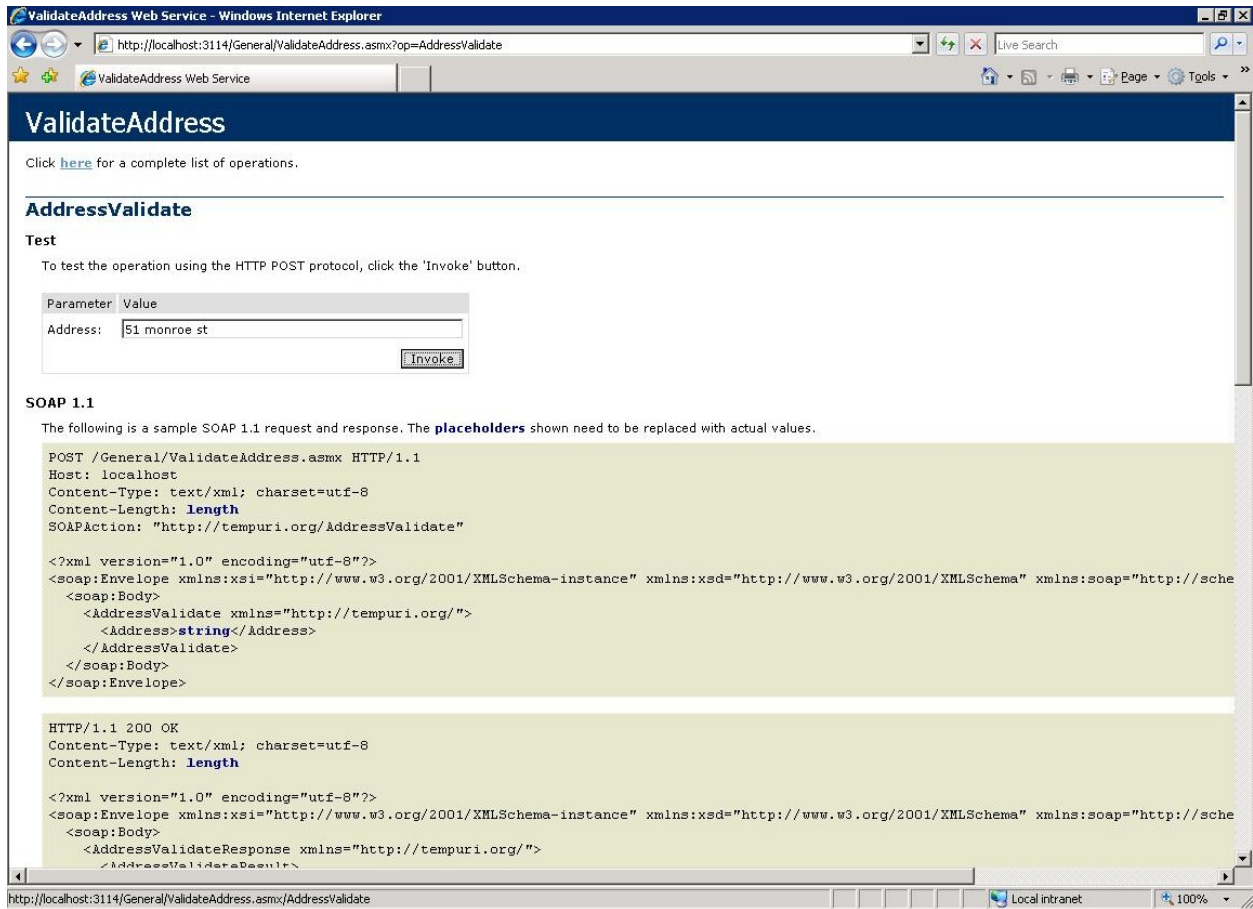 ValidateAddress Web Service - Windows Internet Explorer
http://localhost:3114/General/ValidateAddress.asmx?op=AddressValidate
Live Search
ValidateAddress Web Service
Page
Tools
ValidateAddress
Click here for a complete list of operations.
AddressValidate
Test
To test the operation using the HTTP POST protocol, click the 'Invoke' button.
Parameter Value
Address: 51 monroe st
Invoke
SOAP 1.1
The following is a sample SOAP 1.1 request and response. The placeholders shown need to be replaced with actual values.
POST /General/ValidateAddress.asmx HTTP/1.1
Host: localhost
Content-Type: text/xml; charset=utf-8
Content-Length: length
SOAPAction: "http://tempuri.org/AddressValidate"
<?xml version="1.0" encoding="utf-8"?>
<soap:Envelope xmlns:xsi="http://www.w3.org/2001/XMLSchema-instance" xmlns:xsd="http://www.w3.org/2001/XMLSchema" xmlns:soap="http://sche
<soap:Body>
<AddressValidate xmlns="http://tempuri.org/">
<Address>string</Address>
</AddressValidate>
</soap:Body>
</soap:Envelope>
HTTP/1.1 200 OK
Content-Type: text/xml; charset=utf-8
Content-Length: length
<?xml version="1.0" encoding="utf-8"?>
<soap:Envelope xmlns:xsi="http://www.w3.org/2001/XMLSchema-instance" xmlns:xsd="http://www.w3.org/2001/XMLSchema" xmlns:soap="http://sche
<soap:Body>
<AddressValidateResponse xmlns="http://tempuri.org/">
<AddressValidateResult>
http://localhost:3114/General/ValidateAddress.asmx/AddressValidate
Local intranet
100%